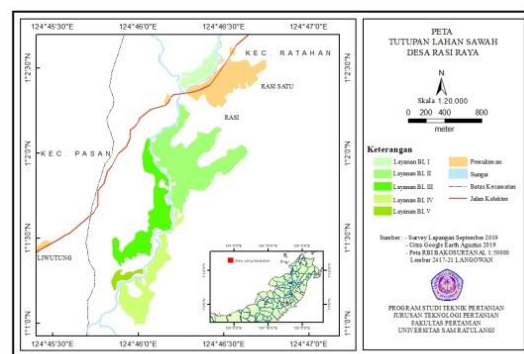 124°45'30"E 124°46'0"E 124°46'30"E 124°47'0"E
1°2'30"N
1°2'0"N
1°1'30"N
1°1'0"N
KEC. RATAHAN
RASI SATU
RASI
KEC. PASAN
LIWUTUNG
PETA
TUTUPAN LAHAN SAWAH
DESA RASI RAYA
N
Skala 1:20.000
0 200 400 800
meter
Keterangan
Layanan BL I
Layanan BL II
Layanan BL III
Layanan BL IV
Layanan BL V
Pemukiman
Sungai
Batas Kecamatan
Jalan Kolektor
Sumber : - Survey Lapangan September 2019
- Citra Google Earth Agustus 2019
- Peta RBI BAKOSURTANAL 1:50000
Lembar 2417-21 LANGOWAN
PROGRAM STUDI TEKNIK PERTANIAN
JURUSAN TEKNOLOGI PERTANIAN
FAKULTAS PERTANIAN
UNIVERSITAS SAM RATULANGI